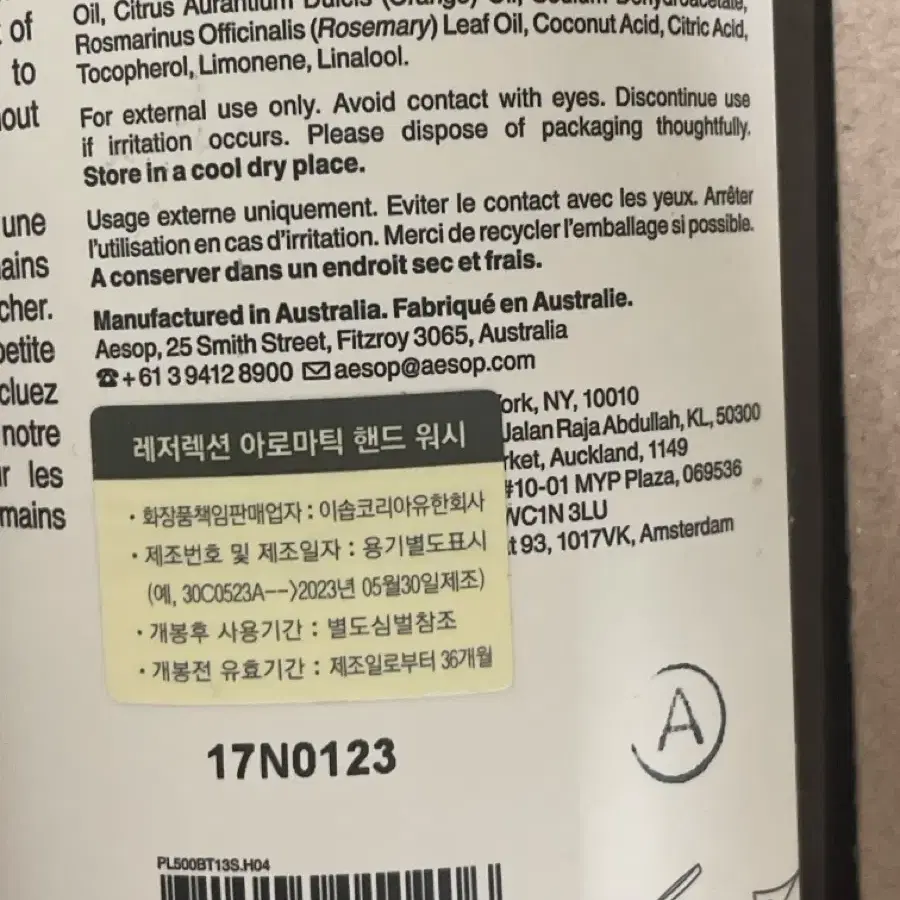 of
to
out
une
ains
cher.
petite
cluez
notre
r les
mains
Oil, Citrus Aurantium Dulcis (Orange) Oil, Sodium Dehydroacetate,
Rosmarinus Officinalis (Rosemary) Leaf Oil, Coconut Acid, Citric Acid,
Tocopherol, Limonene, Linalool.
For external use only. Avoid contact with eyes. Discontinue use
if irritation occurs. Please dispose of packaging thoughtfully.
Store in a cool dry place.
Usage externe uniquement. Eviter le contact avec les yeux. Arrêter
l'utilisation en cas d'irritation. Merci de recycler l'emballage si possible.
A conserver dans un endroit sec et frais.
Manufactured in Australia. Fabriqué en Australie.
Aesop, 25 Smith Street, Fitzroy 3065, Australia
☎+61 3 9412 8900 ✉aesop@aesop.com
ork, NY, 10010
Jalan Raja Abdullah, KL, 50300
rket, Auckland, 1149
#10-01 MYP Plaza, 069536
WC1N 3LU
t 93, 1017VK, Amsterdam
레저렉션 아로마틱 핸드 워시
· 화장품책임판매업자 : 이솝코리아유한회사
· 제조번호 및 제조일자 : 용기별도표시
(예, 30C0523A-->2023년 05월30일제조)
· 개봉후 사용기간 : 별도심벌참조
· 개봉전 유효기간 : 제조일로부터 36개월
A
17N0123
PL500BT13S.H04